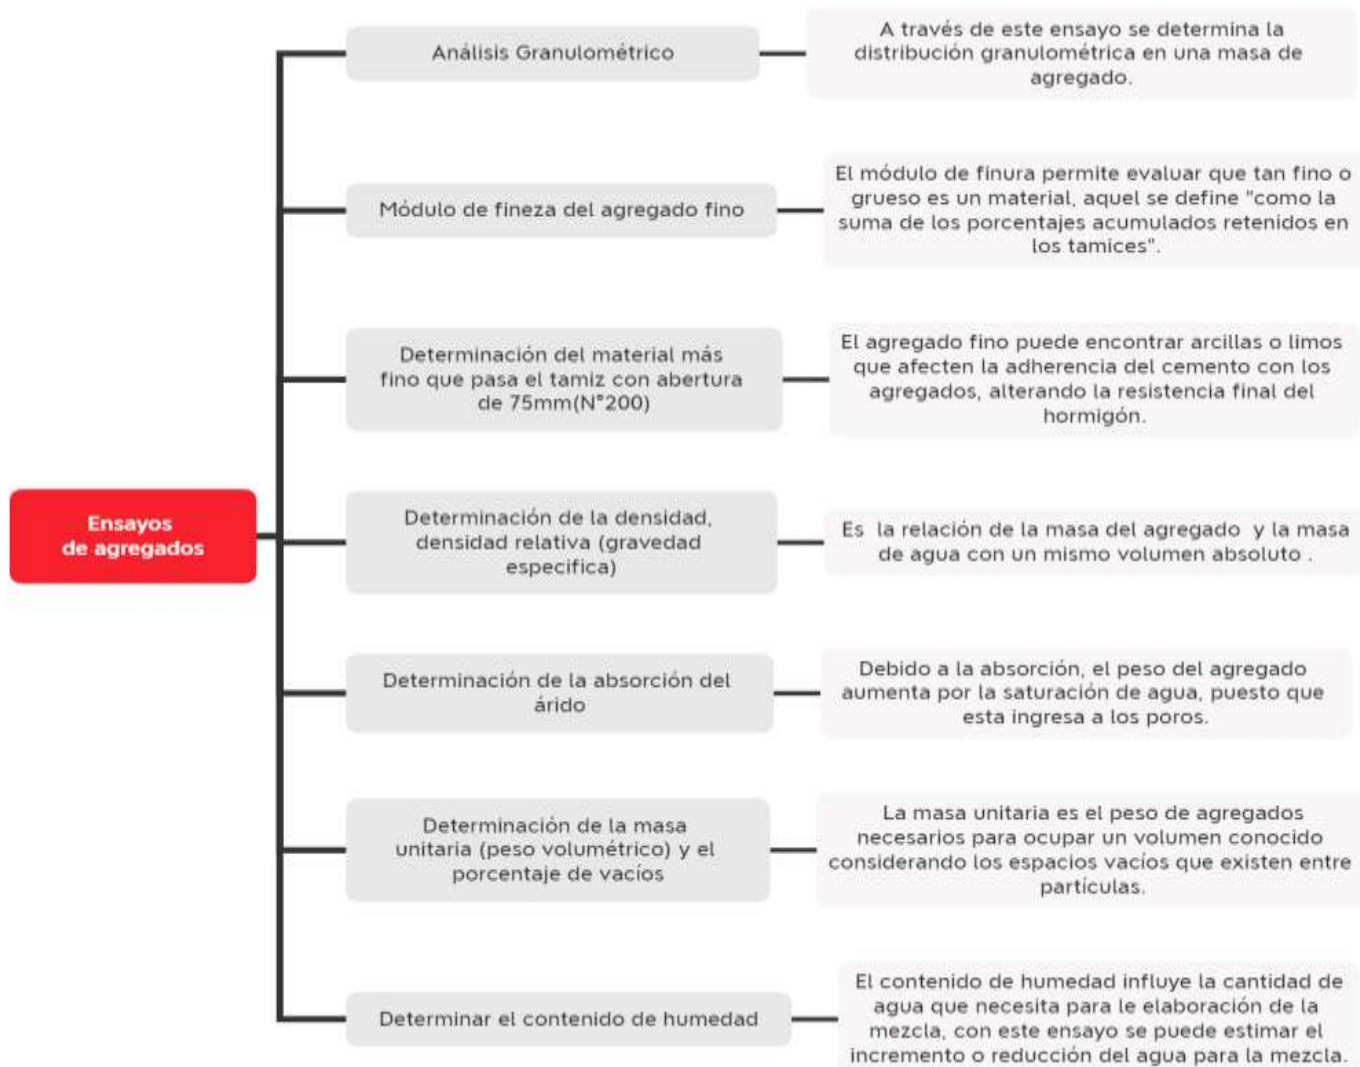 Análisis Granulométrico
A través de este ensayo se determina la
distribución granulométrica en una masa de
agregado.
Módulo de fineza del agregado fino
El módulo de finura permite evaluar que tan fino o
grueso es un material, aquel se define "como la
suma de los porcentajes acumulados retenidos en
los tamices".
Determinación del material más
fino que pasa el tamiz con abertura
de 75mm(N°200)
El agregado fino puede encontrar arcillas o limos
que afecten la adherencia del cemento con los
agregados, alterando la resistencia final del
hormigón.
Ensayos
de agregados
Determinación de la densidad,
densidad relativa (gravedad
especifica)
Es la relación de la masa del agregado y la masa
de agua con un mismo volumen absoluto .
Determinación de la absorción del
árido
Debido a la absorción, el peso del agregado
aumenta por la saturación de agua, puesto que
esta ingresa a los poros.
Determinación de la masa
unitaria (peso volumétrico) y el
porcentaje de vacíos
La masa unitaria es el peso de agregados
necesarios para ocupar un volumen conocido
considerando los espacios vacíos que existen entre
partículas.
Determinar el contenido de humedad
El contenido de humedad influye la cantidad de
agua que necesita para le elaboración de la
mezcla, con este ensayo se puede estimar el
incremento o reducción del agua para la mezcla.